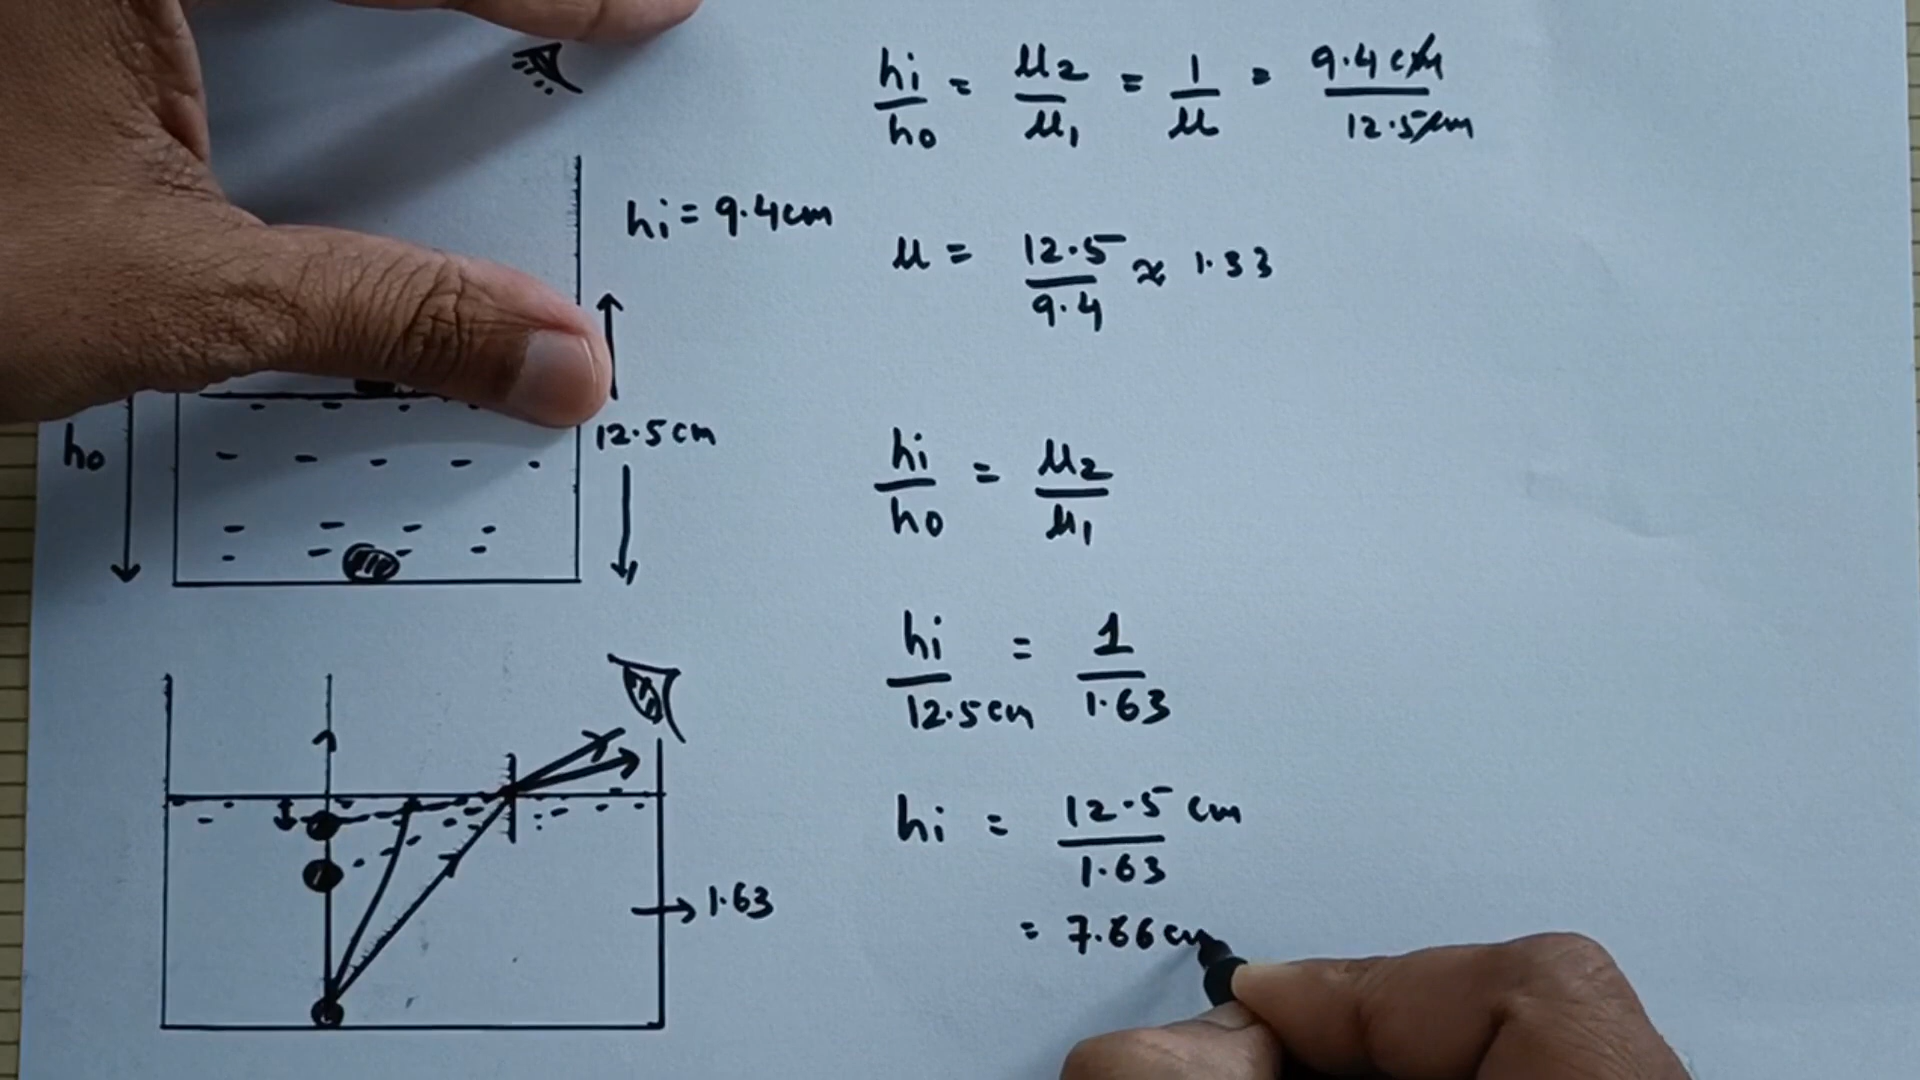 hi/ho = μ2/μ1 = 1/μ = 9.4 cm/12.5 cm
hi = 9.4cm
μ = 12.5/9.4 ≈ 1.33
ho
12.5 cm
hi/ho = μ2/μ1
hi/12.5 cm = 1/1.63
hi = 12.5 cm/1.63
= 7.66 cm
1.63